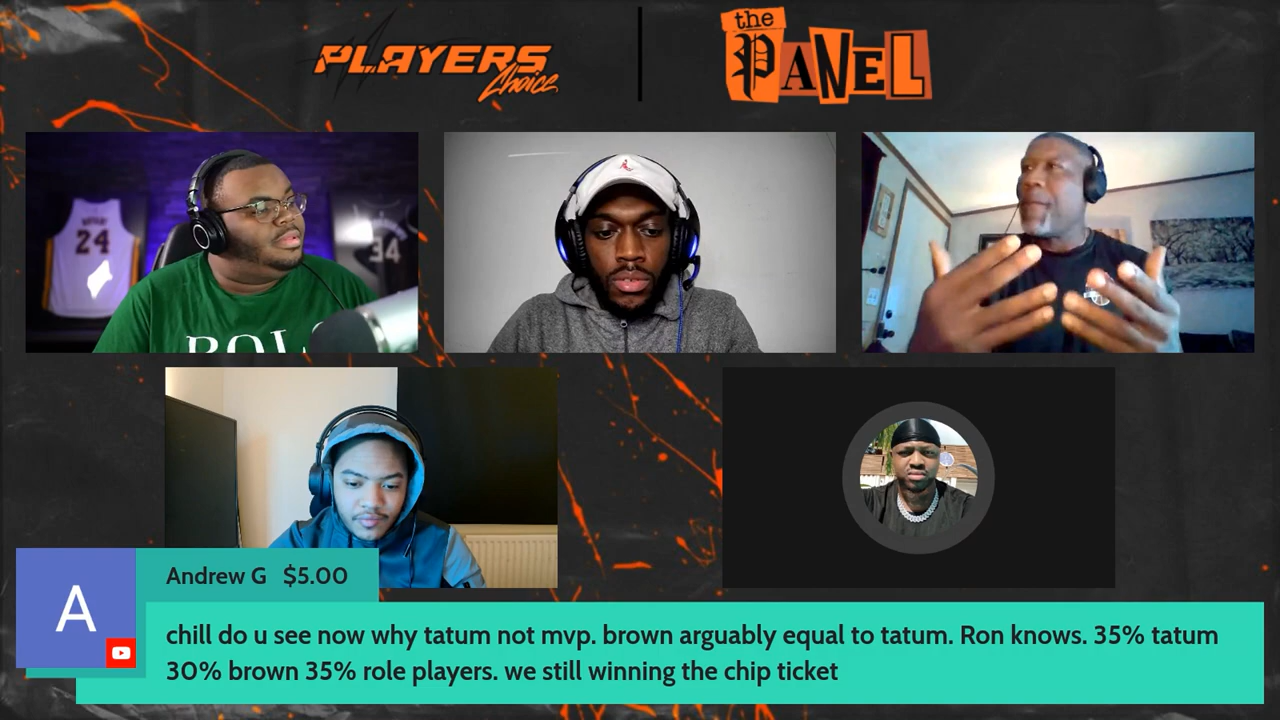 PLAYERS
Choice
the
PANEL
24
34
Andrew G $5.00
A
chill do u see now why tatum not mvp. brown arguably equal to tatum. Ron knows. 35% tatum
30% brown 35% role players. we still winning the chip ticket